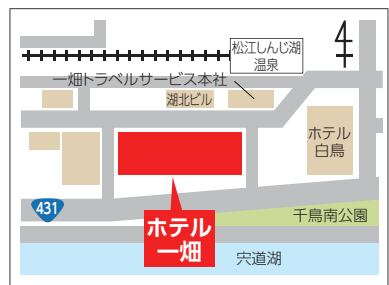 松江しんじ湖
温泉
一畑トラベルサービス本社
湖北ビル
ホテル
白鳥
431
ホテル
一畑
千鳥南公園
宍道湖